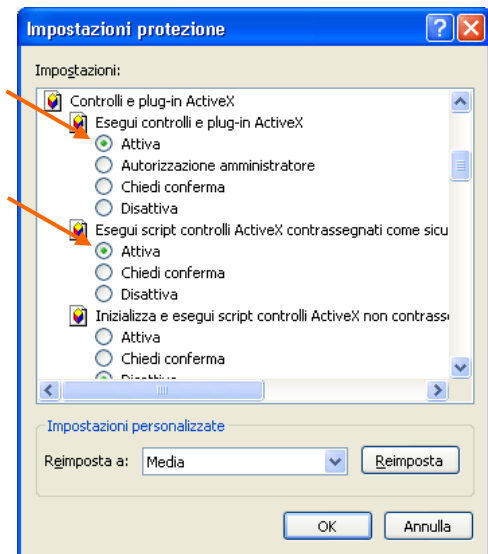 Impostazioni protezione
Impostazioni:
Controlli e plug-in ActiveX
Esegui controlli e plug-in ActiveX
Attiva
Autorizzazione amministratore
Chiedi conferma
Disattiva
Esegui script controlli ActiveX contrassegnati come sicu
Attiva
Chiedi conferma
Disattiva
Inizializza e esegui script controlli ActiveX non contrasse
Attiva
Chiedi conferma
Disattiva
Impostazioni personalizzate
Reimposta a: Media Reimposta
OK Annulla